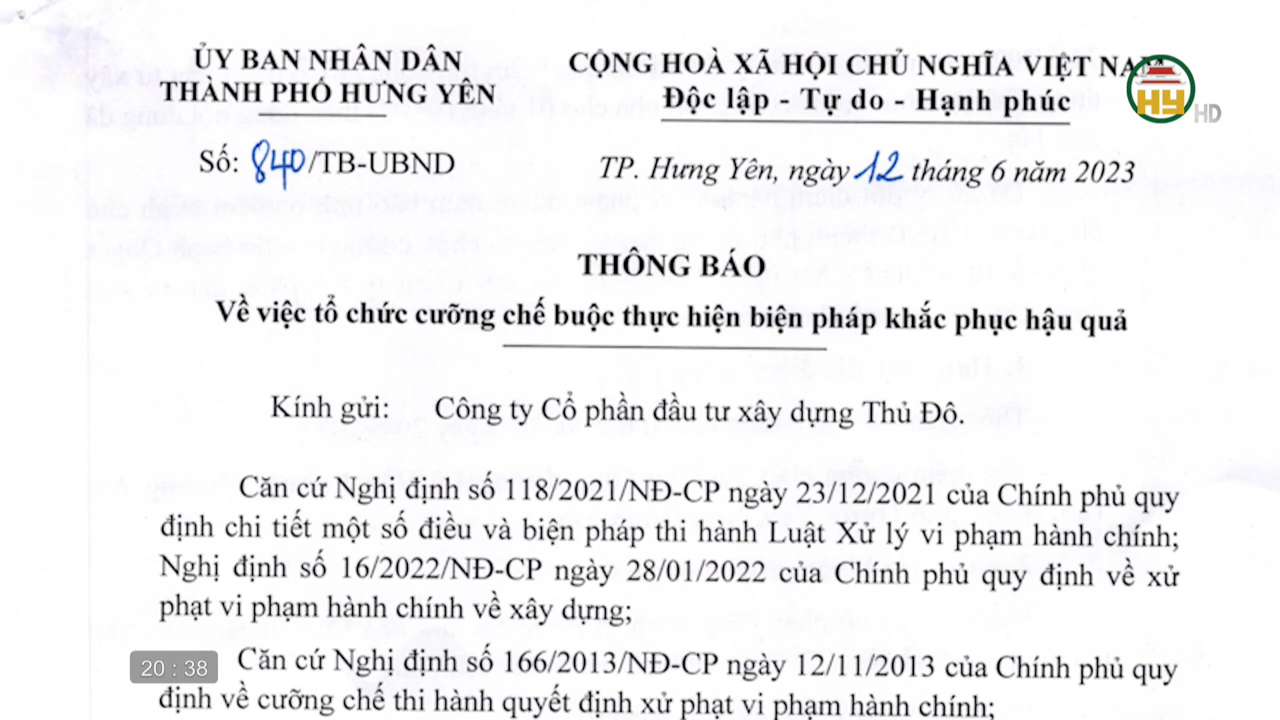 ỦY BAN NHÂN DÂN
THÀNH PHỐ HƯNG YÊN
Số: 840/TB-UBND
CỘNG HOÀ XÃ HỘI CHỦ NGHĨA VIỆT NAM
Độc lập - Tự do - Hạnh phúc
TP. Hưng Yên, ngày 12 tháng 6 năm 2023
HY HD
THÔNG BÁO
Về việc tổ chức cưỡng chế buộc thực hiện biện pháp khắc phục hậu quả
Kính gửi: Công ty Cổ phần đầu tư xây dựng Thủ Đô.
Căn cứ Nghị định số 118/2021/NĐ-CP ngày 23/12/2021 của Chính phủ quy
định chi tiết một số điều và biện pháp thi hành Luật Xử lý vi phạm hành chính;
Nghị định số 16/2022/NĐ-CP ngày 28/01/2022 của Chính phủ quy định về xử
phạt vi phạm hành chính về xây dựng;
Căn cứ Nghị định số 166/2013/NĐ-CP ngày 12/11/2013 của Chính phủ quy
định về cưỡng chế thi hành quyết định xử phạt vi phạm hành chính;
20 : 38